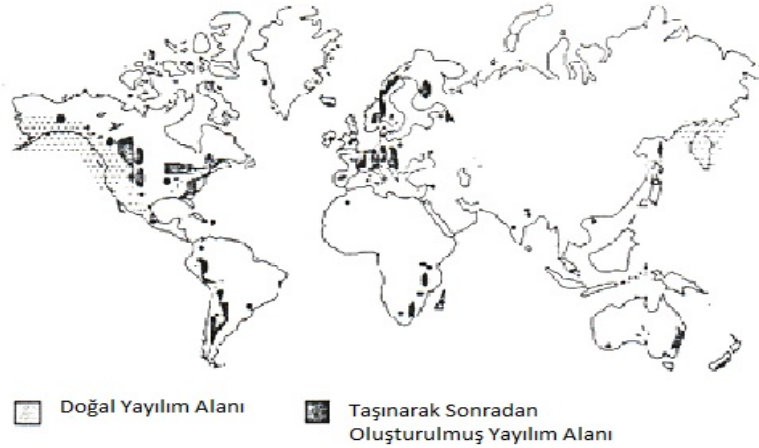 Doğal Yayılım Alanı
Taşınarak Sonradan
Oluşturulmuş Yayılım Alanı